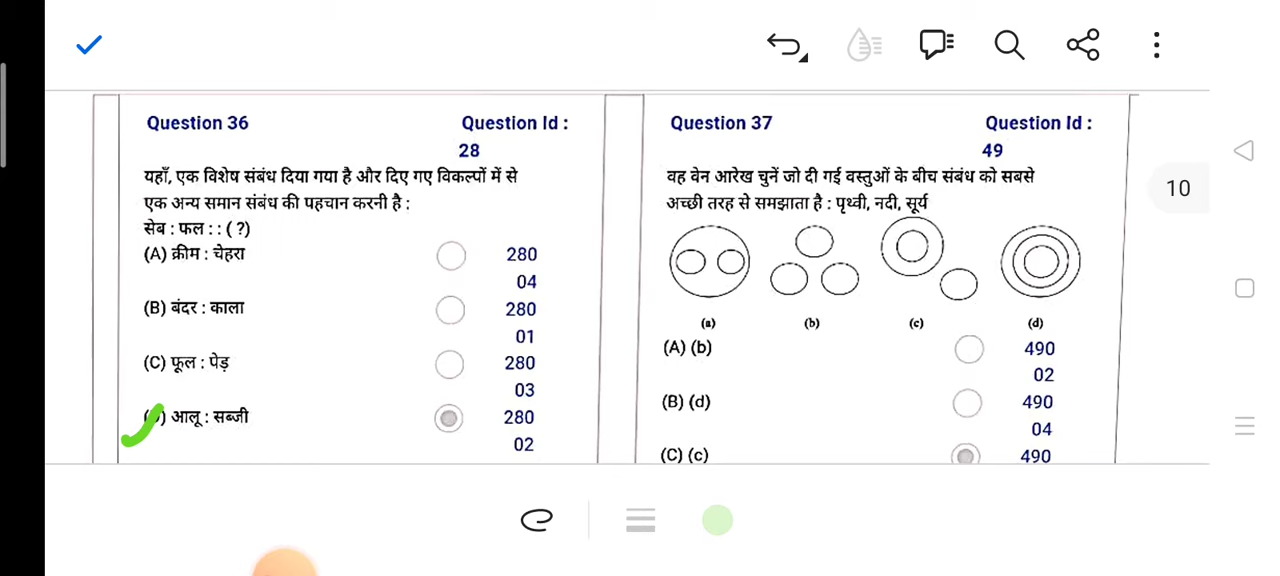 Question 36 Question Id :
28
यहाँ, एक विशेष संबंध दिया गया है और दिए गए विकल्पों में से
एक अन्य समान संबंध की पहचान करनी है :
सेब : फल : : ( ?)
(A) क्रीम : चेहरा 280
04
(B) बंदर : काला 280
01
(C) फूल : पेड़ 280
03
(D) आलू : सब्जी 280
02
Question 37 Question Id :
49
वह वेन आरेख चुनें जो दी गई वस्तुओं के बीच संबंध को सबसे
अच्छी तरह से समझाता है : पृथ्वी, नदी, सूर्य
(a) (b) (c) (d)
(A) (b) 490
02
(B) (d) 490
04
(C) (c) 490
10